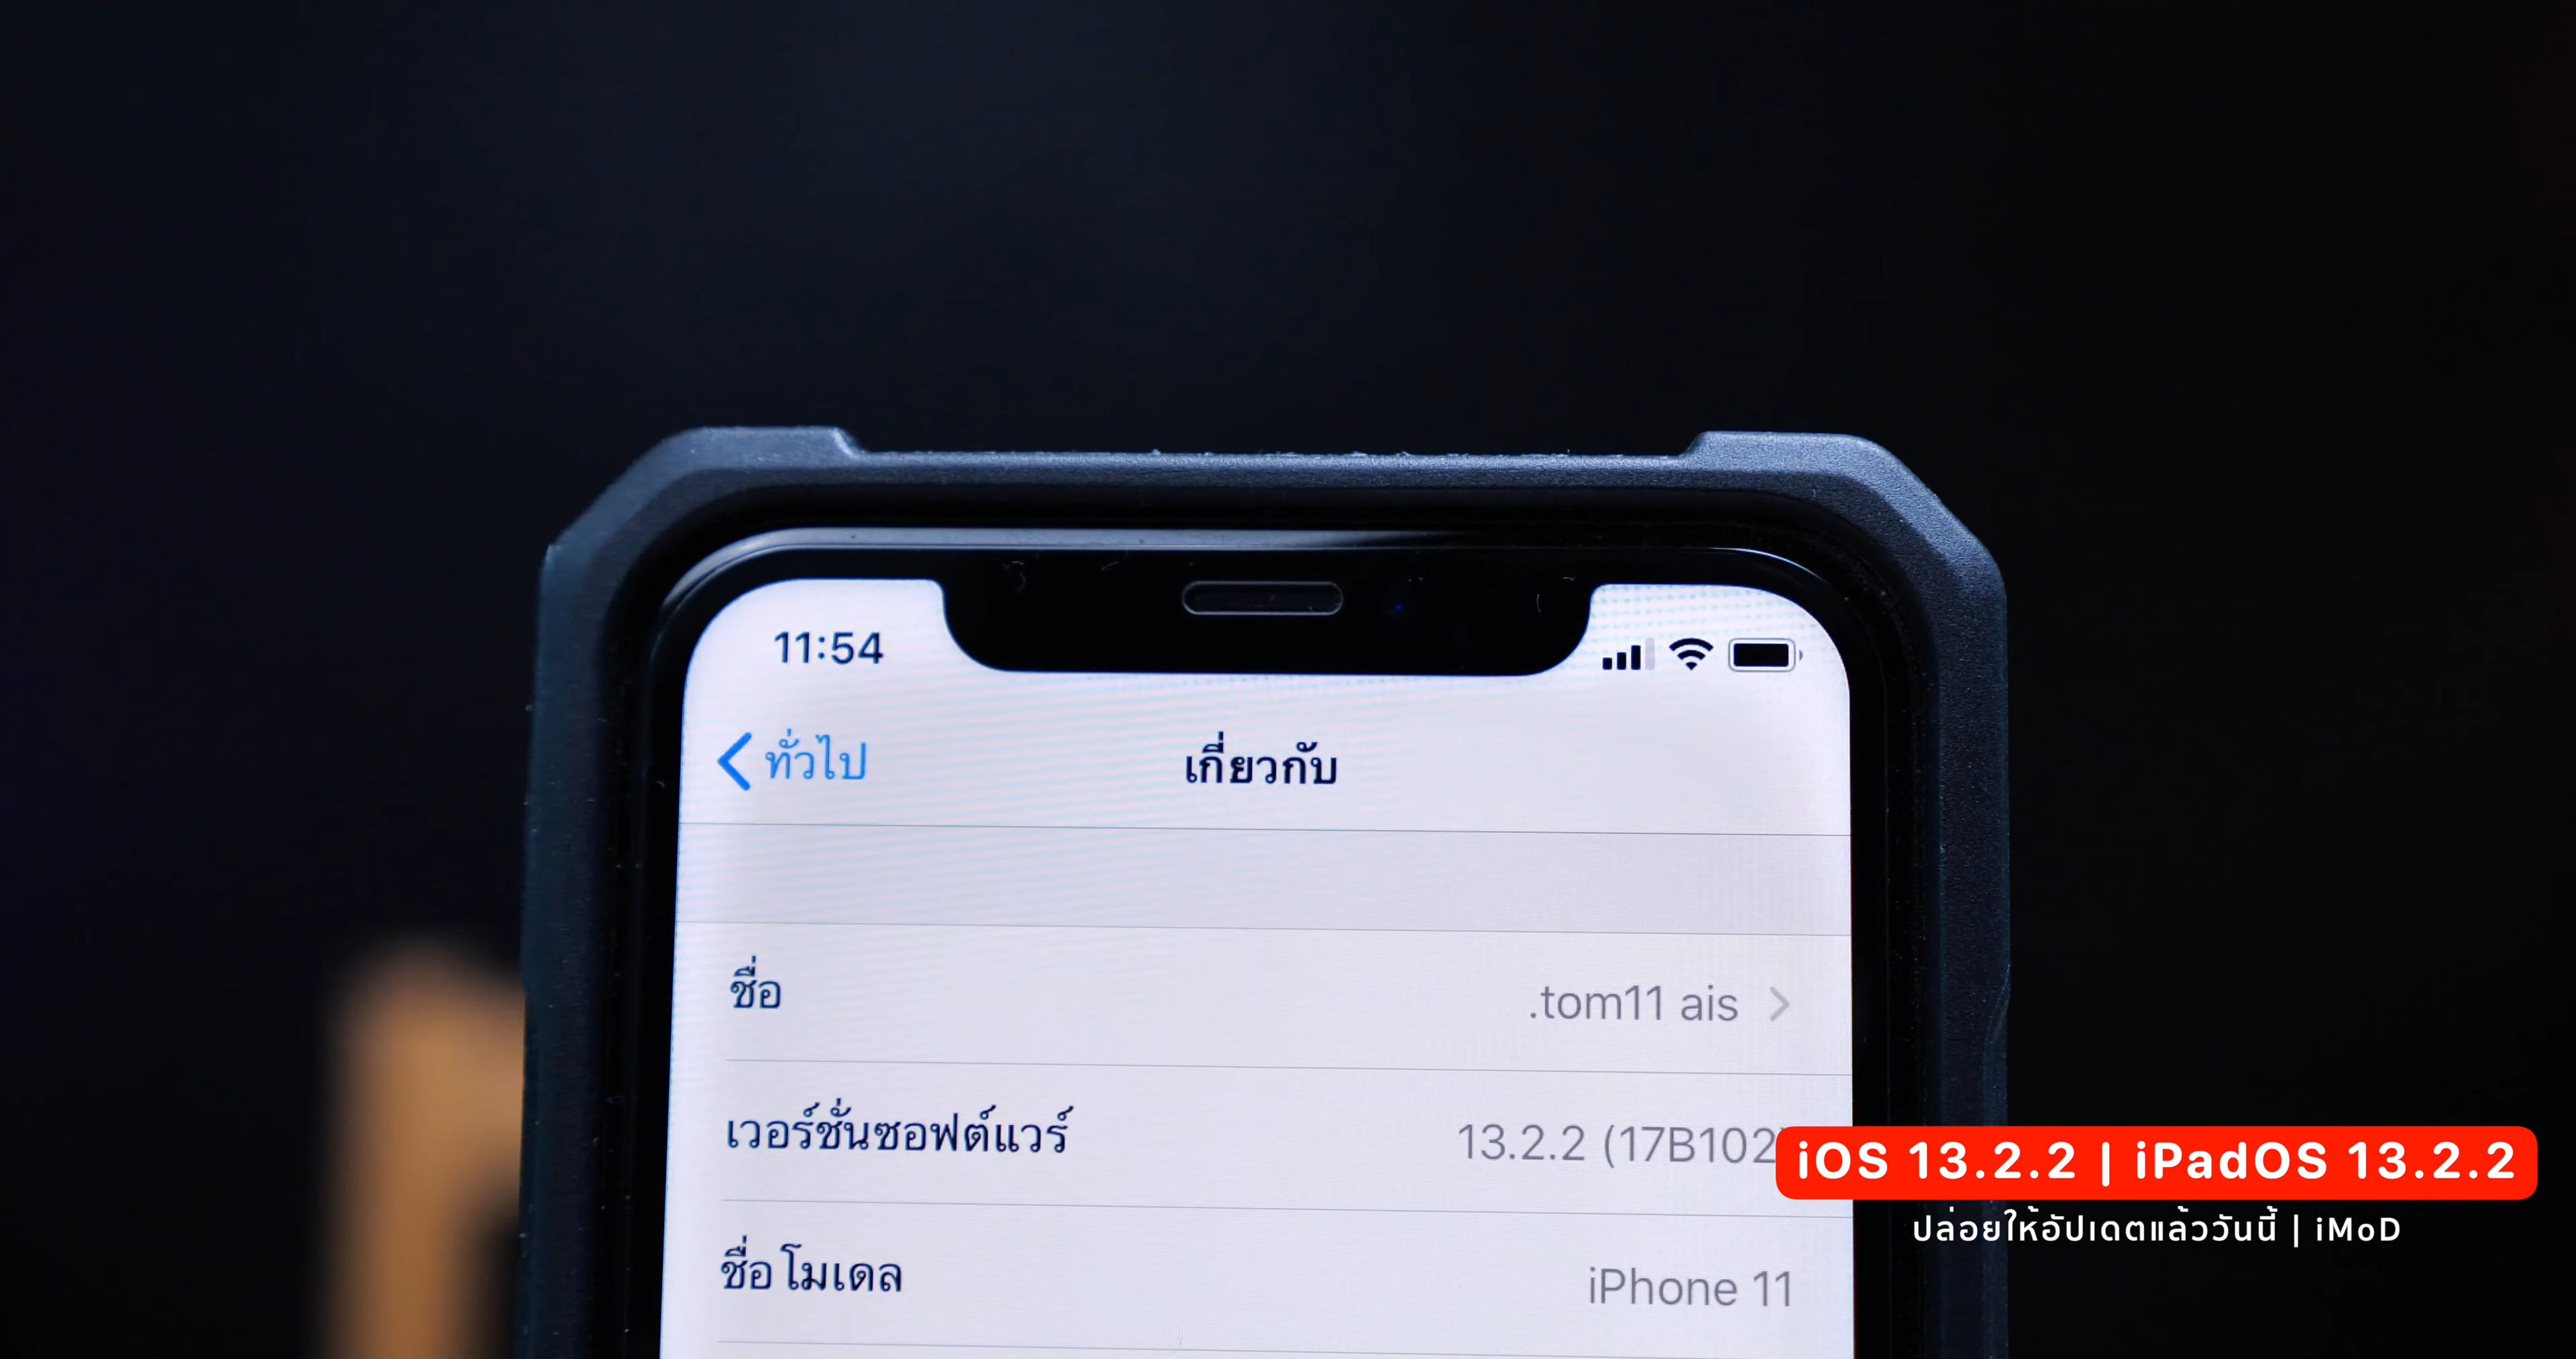 11:54
ทั่วไป เกี่ยวกับ
ชื่อ .tom11 ais
เวอร์ชั่นซอฟต์แวร์ 13.2.2 (17B102
iOS 13.2.2 | iPadOS 13.2.2
ปล่อยให้อัปเดตแล้ววันนี้ | iMoD
ชื่อโมเดล iPhone 11